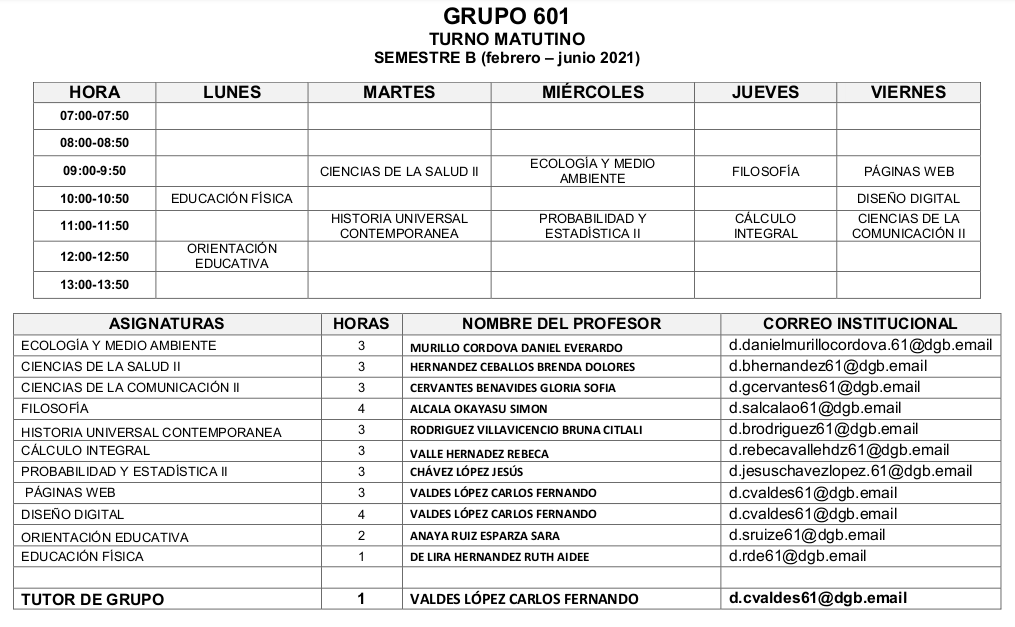 GRUPO 601
TURNO MATUTINO
SEMESTRE B (febrero – junio 2021)
HORA LUNES MARTES MIÉRCOLES JUEVES VIERNES
07:00-07:50
08:00-08:50
09:00-9:50 CIENCIAS DE LA SALUD II ECOLOGÍA Y MEDIO AMBIENTE FILOSOFÍA PÁGINAS WEB
10:00-10:50 EDUCACIÓN FÍSICA DISEÑO DIGITAL
11:00-11:50 HISTORIA UNIVERSAL CONTEMPORANEA PROBABILIDAD Y ESTADÍSTICA II CÁLCULO INTEGRAL CIENCIAS DE LA COMUNICACIÓN II
12:00-12:50 ORIENTACIÓN EDUCATIVA
13:00-13:50
ASIGNATURAS HORAS NOMBRE DEL PROFESOR CORREO INSTITUCIONAL
ECOLOGÍA Y MEDIO AMBIENTE 3 MURILLO CORDOVA DANIEL EVERARDO d.danielmurillocordova.61@dgb.email
CIENCIAS DE LA SALUD II 3 HERNANDEZ CEBALLOS BRENDA DOLORES d.bhernandez61@dgb.email
CIENCIAS DE LA COMUNICACIÓN II 3 CERVANTES BENAVIDES GLORIA SOFIA d.gcervantes61@dgb.email
FILOSOFÍA 4 ALCALA OKAYASU SIMON d.salcalao61@dgb.email
HISTORIA UNIVERSAL CONTEMPORANEA 3 RODRIGUEZ VILLAVICENCIO BRUNA CITLALI d.brodriguez61@dgb.email
CÁLCULO INTEGRAL 3 VALLE HERNADEZ REBECA d.rebecavallehdz61@dgb.email
PROBABILIDAD Y ESTADÍSTICA II 3 CHÁVEZ LÓPEZ JESÚS d.jesuschavezlopez.61@dgb.email
PÁGINAS WEB 3 VALDES LÓPEZ CARLOS FERNANDO d.cvaldes61@dgb.email
DISEÑO DIGITAL 4 VALDES LÓPEZ CARLOS FERNANDO d.cvaldes61@dgb.email
ORIENTACIÓN EDUCATIVA 2 ANAYA RUIZ ESPARZA SARA d.sruize61@dgb.email
EDUCACIÓN FÍSICA 1 DE LIRA HERNANDEZ RUTH AIDEE d.rde61@dgb.email
TUTOR DE GRUPO 1 VALDES LÓPEZ CARLOS FERNANDO d.cvaldes61@dgb.email